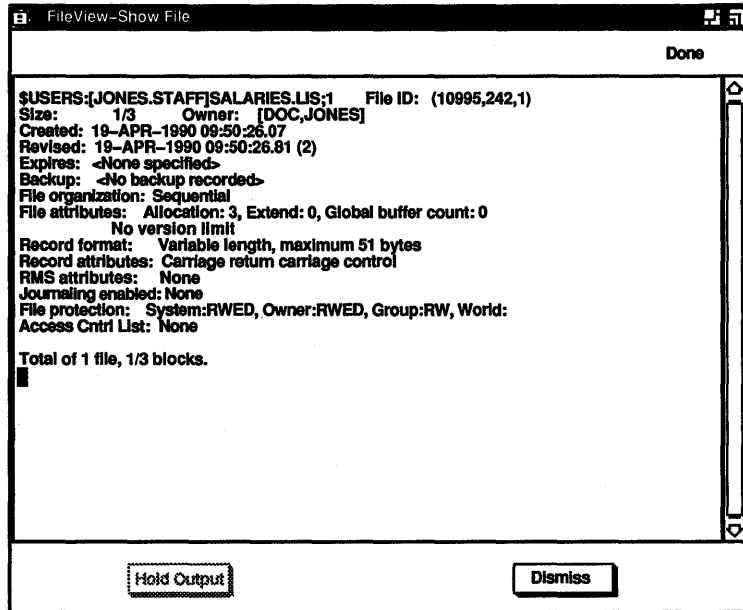 FileView–Show File
Done
$USERS:[JONES.STAFF]SALARIES.LIS;1 File ID: (10995,242,1)
Size: 1/3 Owner: [DOC,JONES]
Created: 19–APR–1990 09:50:26.07
Revised: 19–APR–1990 09:50:26.81 (2)
Expires: <None specified>
Backup: <No backup recorded>
File organization: Sequential
File attributes: Allocation: 3, Extend: 0, Global buffer count: 0
No version limit
Record format: Variable length, maximum 51 bytes
Record attributes: Carriage return carriage control
RMS attributes: None
Journaling enabled: None
File protection: System:RWED, Owner:RWED, Group:RW, World:
Access Cntrl List: None
Total of 1 file, 1/3 blocks.
Hold Output
Dismiss